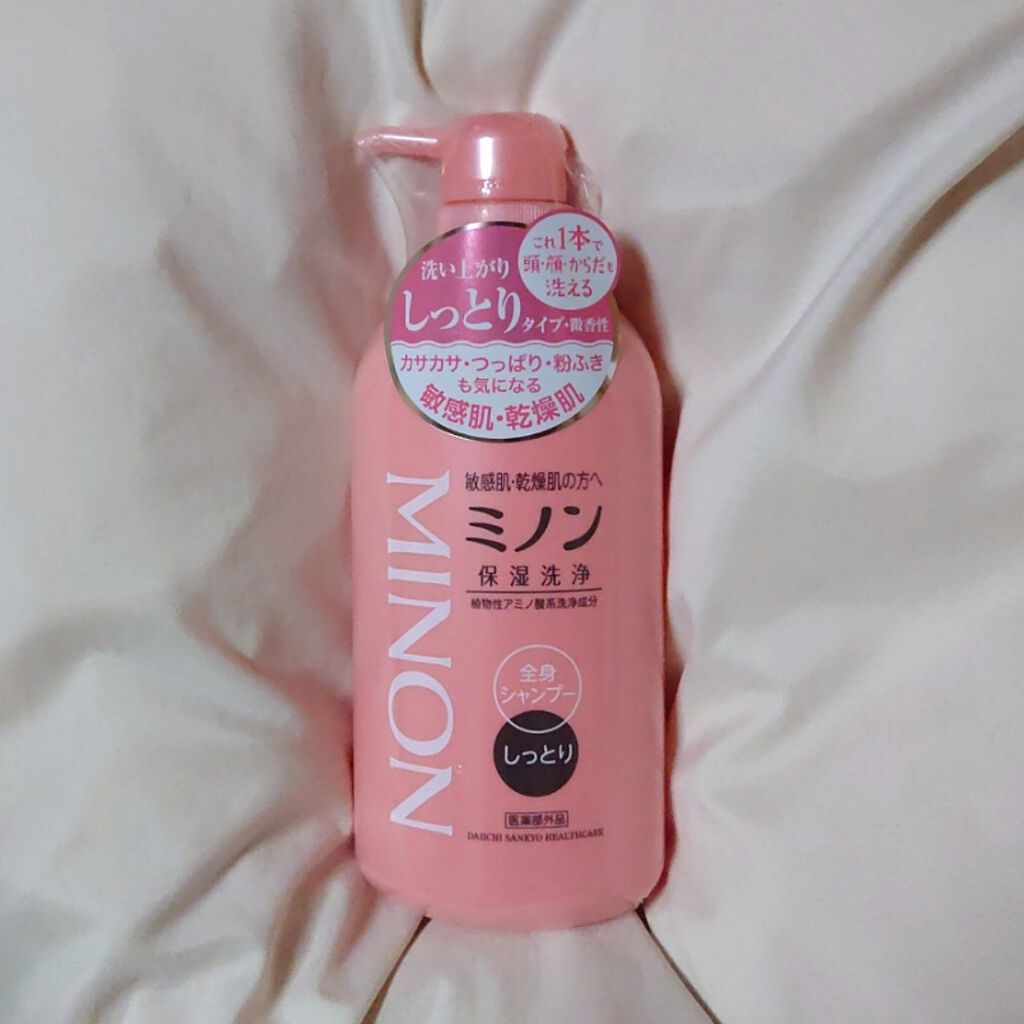 これ1本で
頭・顔・からだも
洗える
洗い上がり
しっとりタイプ・微香性
カサカサ・つっぱり・粉ふき
も気になる
敏感肌・乾燥肌
MINON
敏感肌・乾燥肌の方へ
ミノン
保湿洗浄
植物性アミノ酸系洗浄成分
全身
シャンプー
しっとり
医薬部外品
DAIICHI SANKYO HEALTHCARE